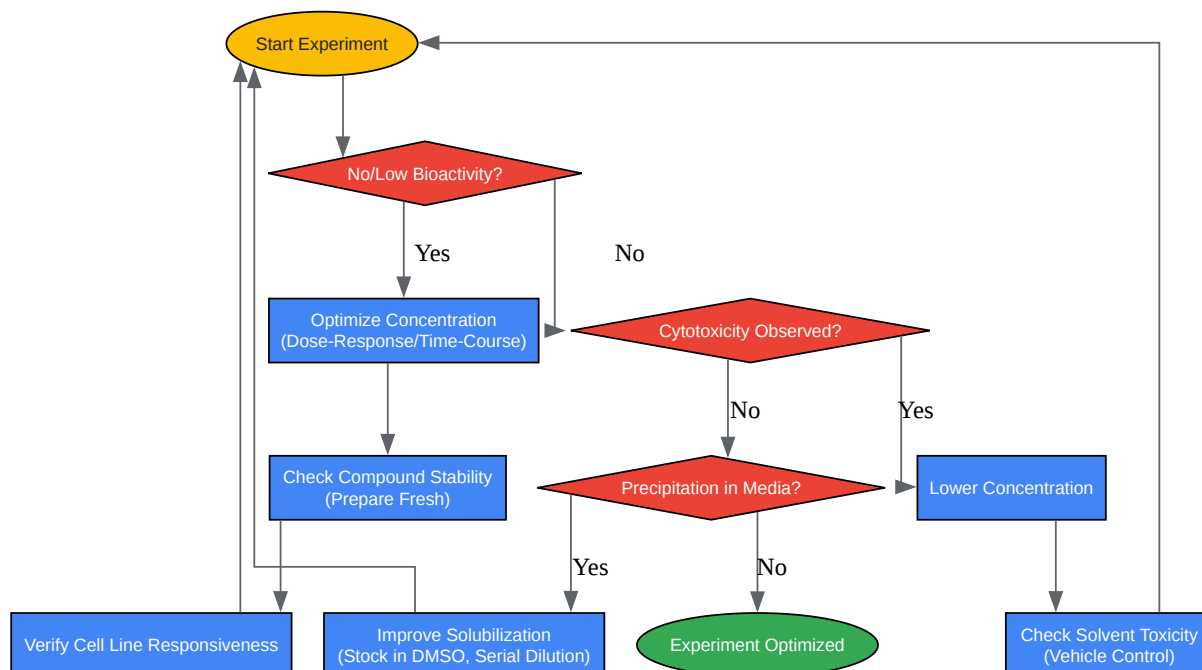 Start Experiment
No/Low Bioactivity?
Yes
No
Optimize Concentration
(Dose-Response/Time-Course)
Cytotoxicity Observed?
No
Yes
Check Compound Stability
(Prepare Fresh)
Precipitation in Media?
Lower Concentration
Yes
No
Verify Cell Line Responsiveness
Improve Solubilization
(Stock in DMSO, Serial Dilution)
Experiment Optimized
Check Solvent Toxicity
(Vehicle Control)